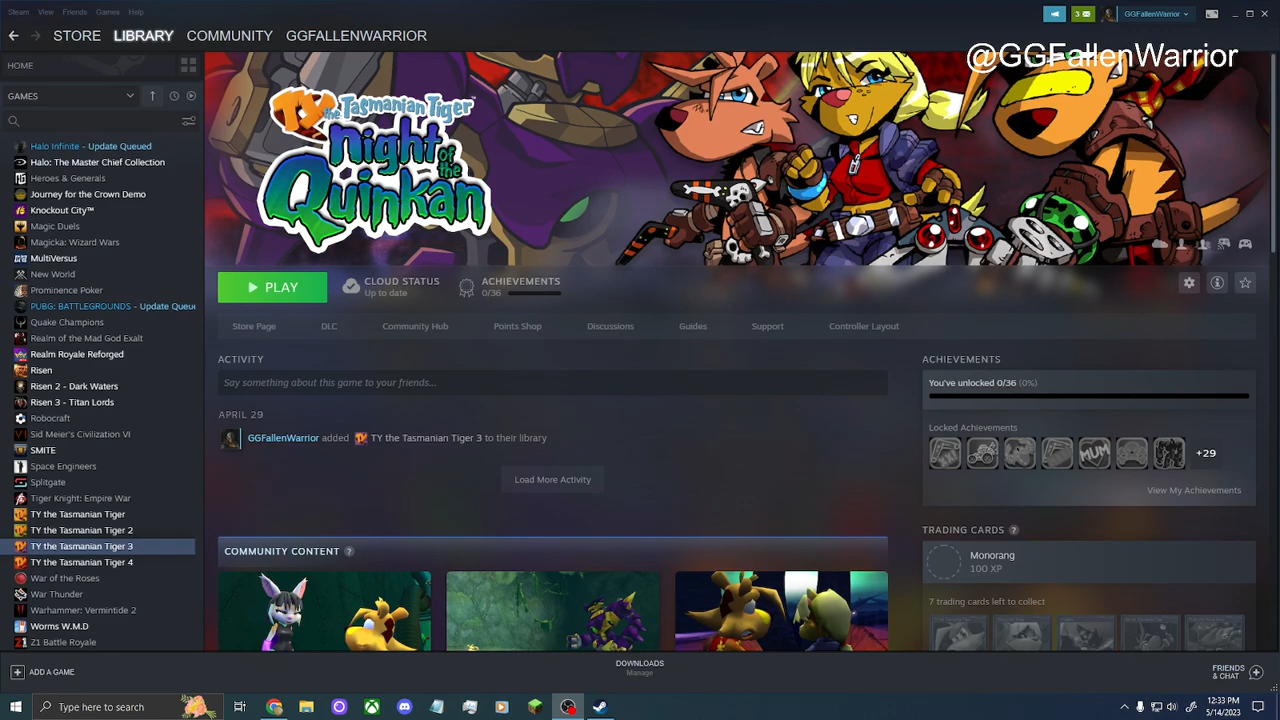 Steam View Friends Games Help
3 GGFallenWarrior
STORE LIBRARY COMMUNITY GGFALLENWARRIOR
@GGFallenWarrior
HOME
GAMES
Halo Infinite - Update Queued
Halo: The Master Chief Collection
Heroes & Generals
Journey for the Crown Demo
Knockout City™
Magic Duels
Magicka: Wizard Wars
MultiVersus
New World
Prominence Poker
PUBG: BATTLEGROUNDS - Update Queue
Quake Champions
Realm of the Mad God Exalt
Realm Royale Reforged
Risen
Risen 2 - Dark Waters
Risen 3 - Titan Lords
Robocraft
Sid Meier's Civilization VI
SMITE
Space Engineers
Splitgate
Tiger Knight: Empire War
TY the Tasmanian Tiger
TY the Tasmanian Tiger 2
TY the Tasmanian Tiger 3
TY the Tasmanian Tiger 4
War of the Roses
War Thunder
Warhammer: Vermintide 2
Worms W.M.D
Z1 Battle Royale
TY the Tasmanian Tiger™
Night of the
Quinkan
PLAY
CLOUD STATUS
Up to date
ACHIEVEMENTS
0/36
Store Page DLC Community Hub Points Shop Discussions Guides Support Controller Layout
ACTIVITY
Say something about this game to your friends...
APRIL 29
GGFallenWarrior added TY the Tasmanian Tiger 3 to their library
Load More Activity
COMMUNITY CONTENT ?
ACHIEVEMENTS
You've unlocked 0/36 (0%)
Locked Achievements
MUM
+29
View My Achievements
TRADING CARDS ?
Monorang
100 XP
7 trading cards left to collect
ADD A GAME
DOWNLOADS
Manage
FRIENDS
& CHAT
Type here to search
12:33 PM
5/14/2023